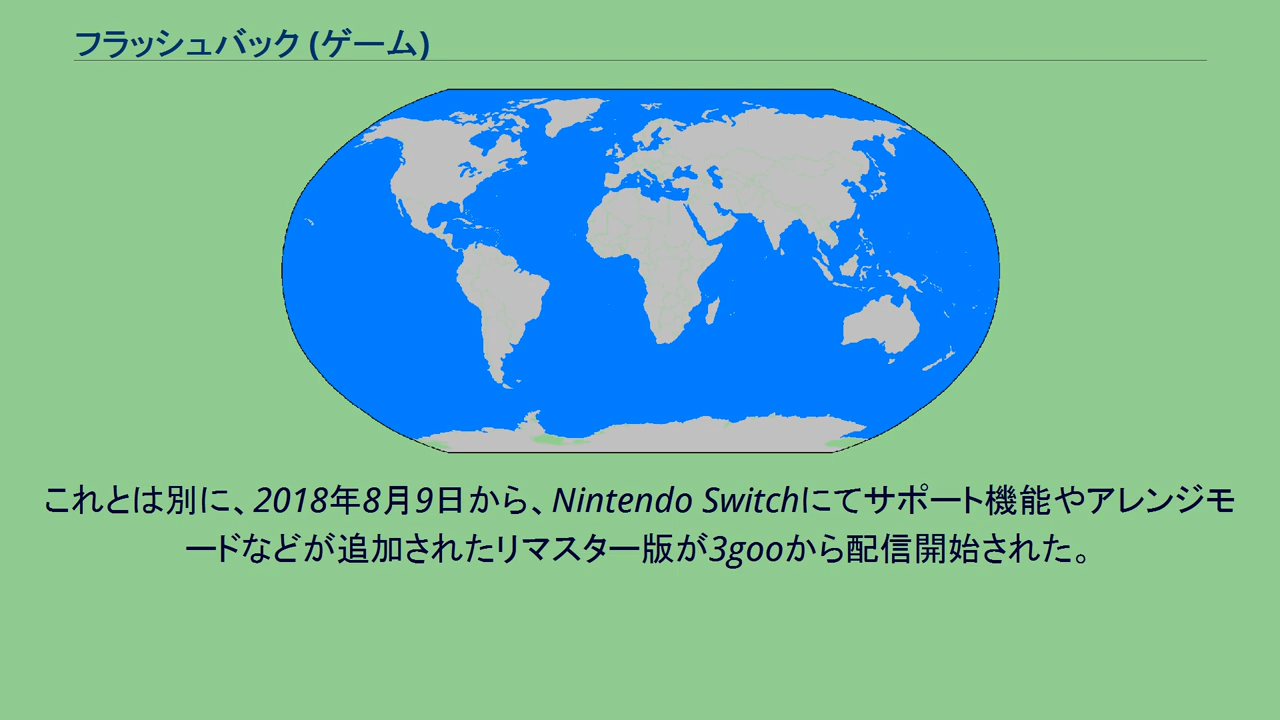 フラッシュバック (ゲーム)
これとは別に、2018年8月9日から、Nintendo Switchにてサポート機能やアレンジモ
ードなどが追加されたリマスター版が3gooから配信開始された。